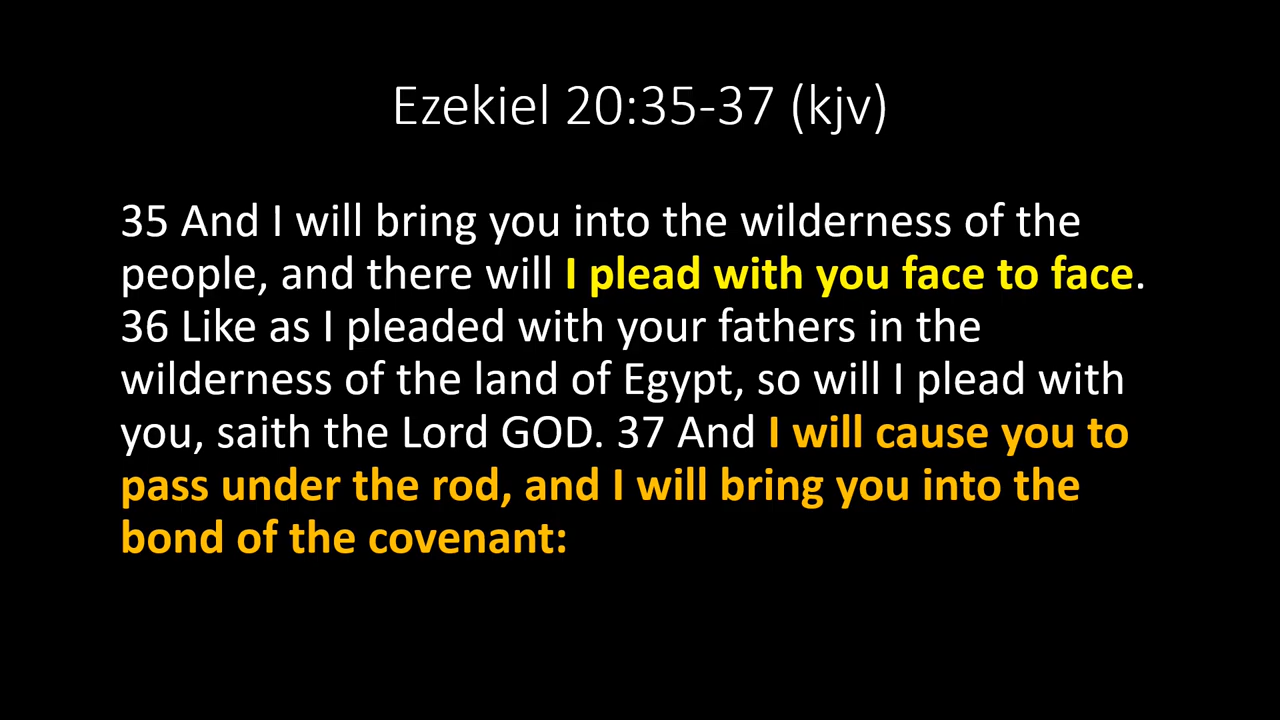 Ezekiel 20:35-37 (kjv)
35 And I will bring you into the wilderness of the
people, and there will I plead with you face to face.
36 Like as I pleaded with your fathers in the
wilderness of the land of Egypt, so will I plead with
you, saith the Lord GOD. 37 And I will cause you to
pass under the rod, and I will bring you into the
bond of the covenant: